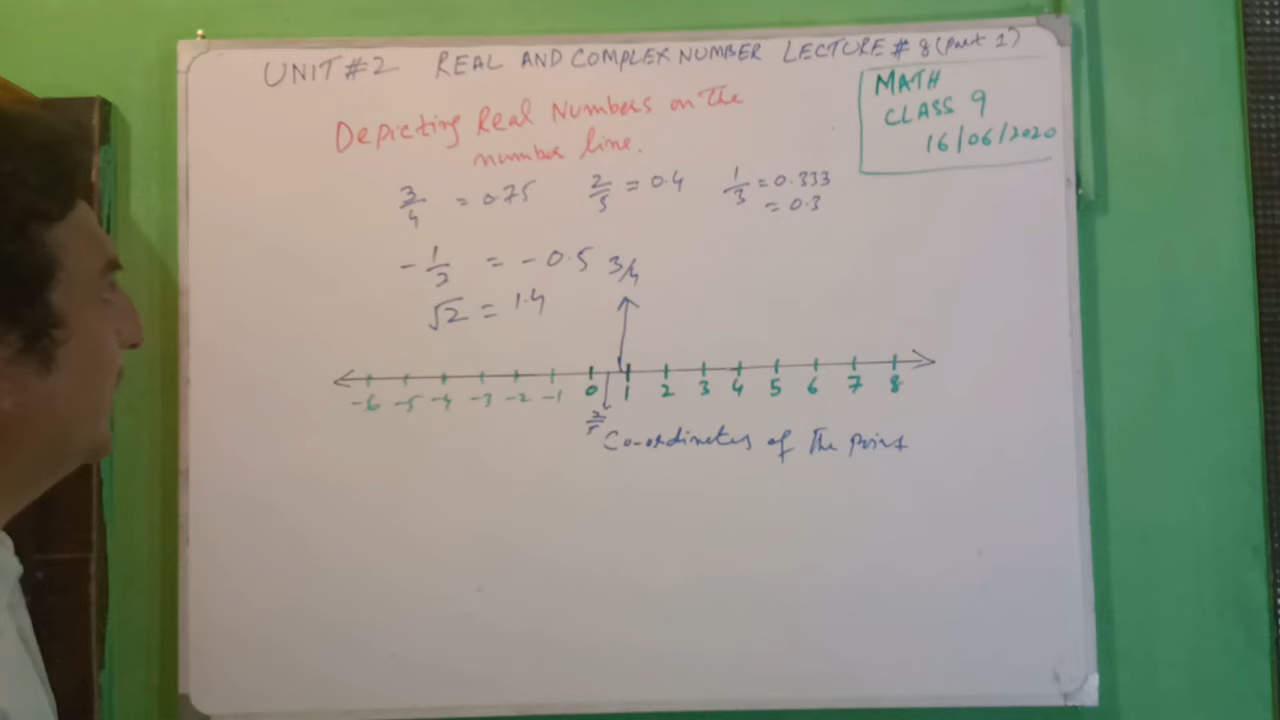 UNIT #2 REAL AND COMPLEX NUMBER LECTURE # 8 (Part 1)
MATH
CLASS 9
16/06/2020
Depicting Real Numbers on The
number line.
3/4 = 0.75 2/5 = 0.4 1/3 = 0.333
= 0.3
-1/2 = -0.5 3/4
√2 = 1.4
-6 -5 -4 -3 -2 -1 0 1 2 3 4 5 6 7 8
2/5
Co-ordinates of The point